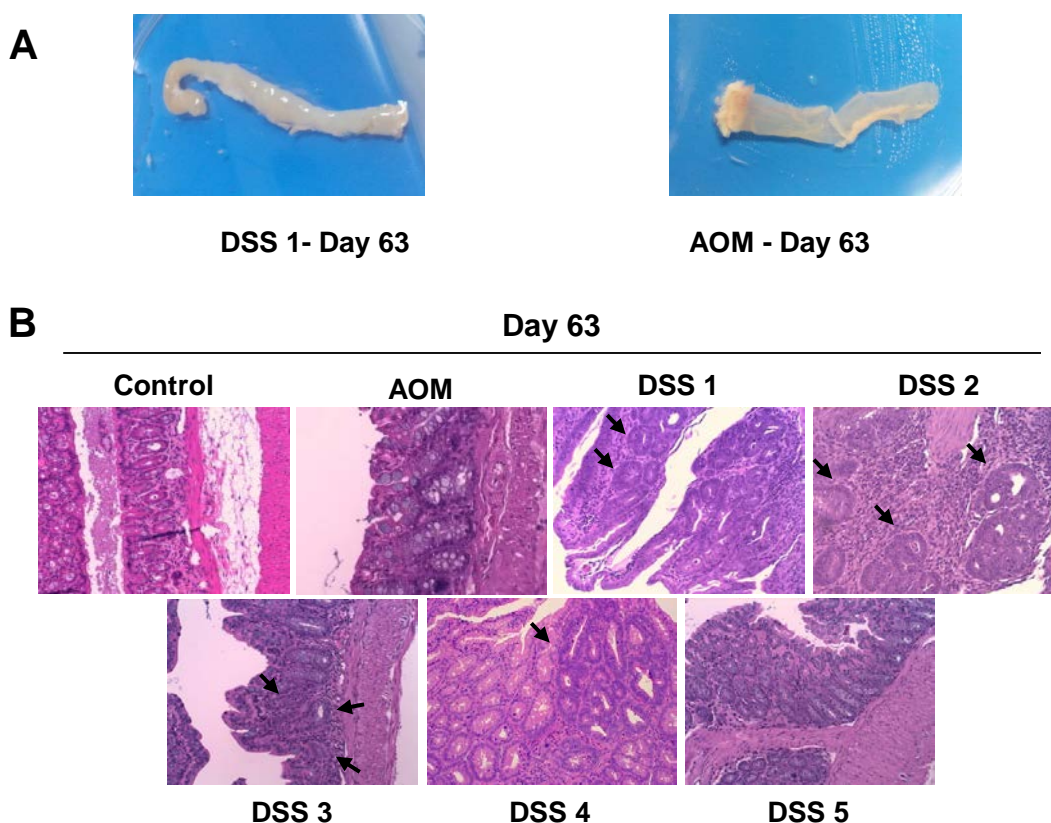 A
DSS 1- Day 63
AOM - Day 63
B
Day 63
Control
AOM
DSS 1
DSS 2
DSS 3
DSS 4
DSS 5